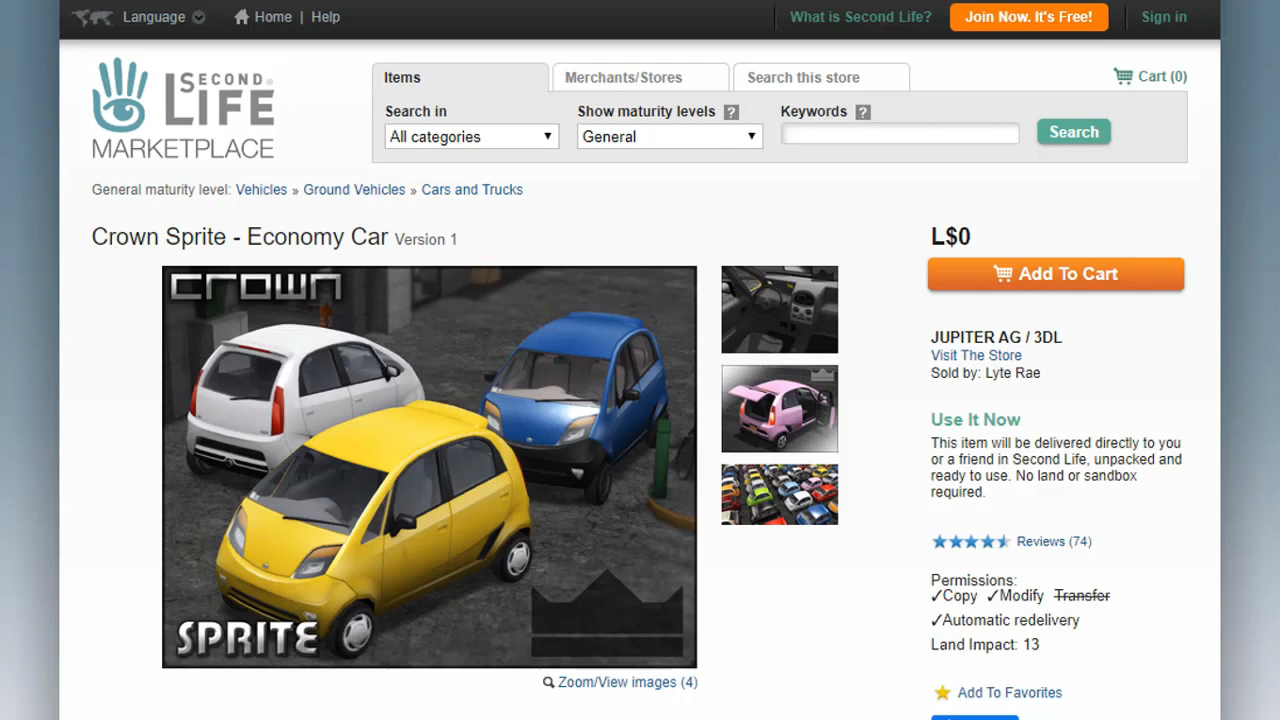 Language Home | Help What is Second Life? Join Now. It's Free! Sign in
SECOND LIFE
MARKETPLACE
Items Merchants/Stores Search this store Cart (0)
Search in Show maturity levels ? Keywords ?
All categories General Search
General maturity level: Vehicles » Ground Vehicles » Cars and Trucks
Crown Sprite - Economy Car Version 1
CROWN
SPRITE
Zoom/View images (4)
L$0
Add To Cart
JUPITER AG / 3DL
Visit The Store
Sold by: Lyte Rae
Use It Now
This item will be delivered directly to you
or a friend in Second Life, unpacked and
ready to use. No land or sandbox
required.
Reviews (74)
Permissions:
✓Copy ✓Modify Transfer
✓Automatic redelivery
Land Impact: 13
Add To Favorites